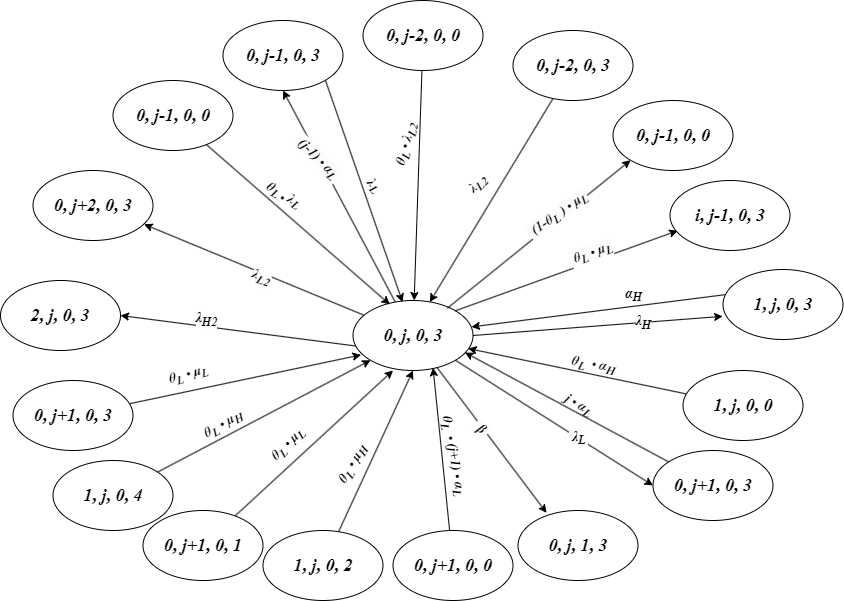 0, j-2, 0, 0
0, j-1, 0, 3
0, j-2, 0, 3
0, j-1, 0, 0
0, j-1, 0, 0
(j-1)•αL
λL
θL•λL2
λL2
θL•λL
(1-θL)•μL
0, j+2, 0, 3
i, j-1, 0, 3
θL•μL
λL2
αH
1, j, 0, 3
2, j, 0, 3
λH2
λH
0, j, 0, 3
θL•μL
θL•αH
0, j+1, 0, 3
1, j, 0, 0
j•αL
θL•μH
θL•μL
β
λL
θL•(j+1)•αL
θL•μH
1, j, 0, 4
0, j+1, 0, 3
0, j+1, 0, 1
0, j, 1, 3
1, j, 0, 2
0, j+1, 0, 0